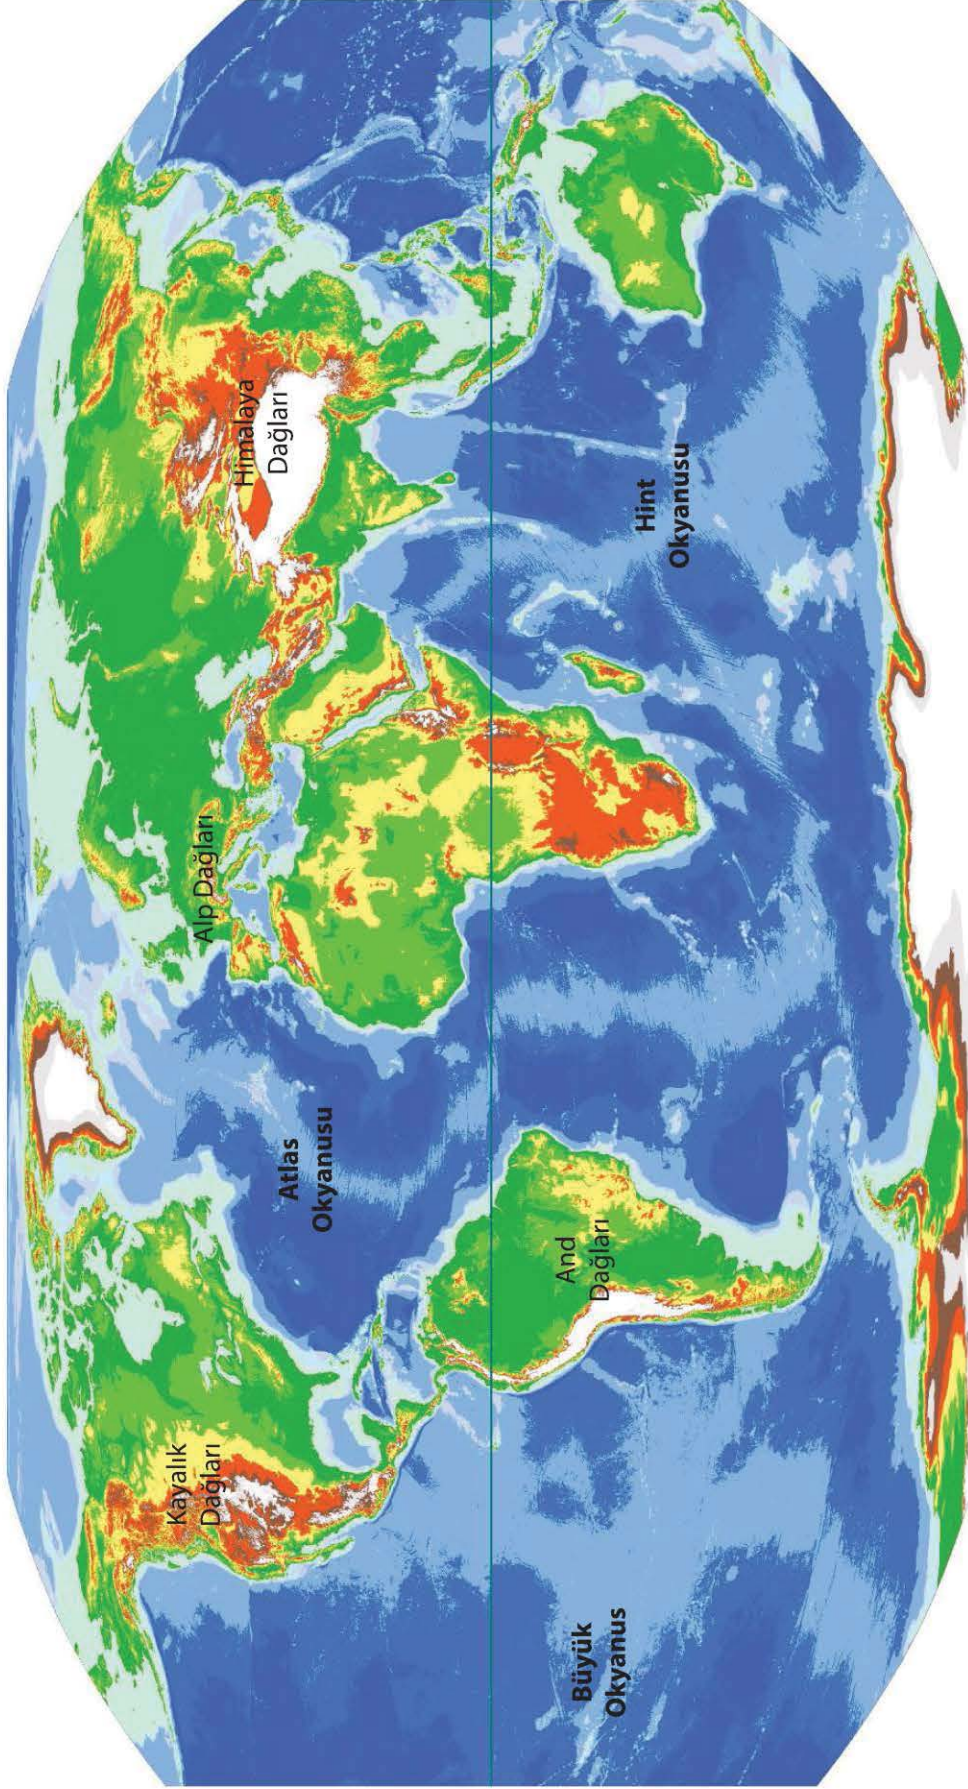 Kayalık
Dağları
Alp Dağları
Himalaya
Dağları
Atlas
Okyanusu
And
Dağları
Hint
Okyanusu
Büyük
Okyanus